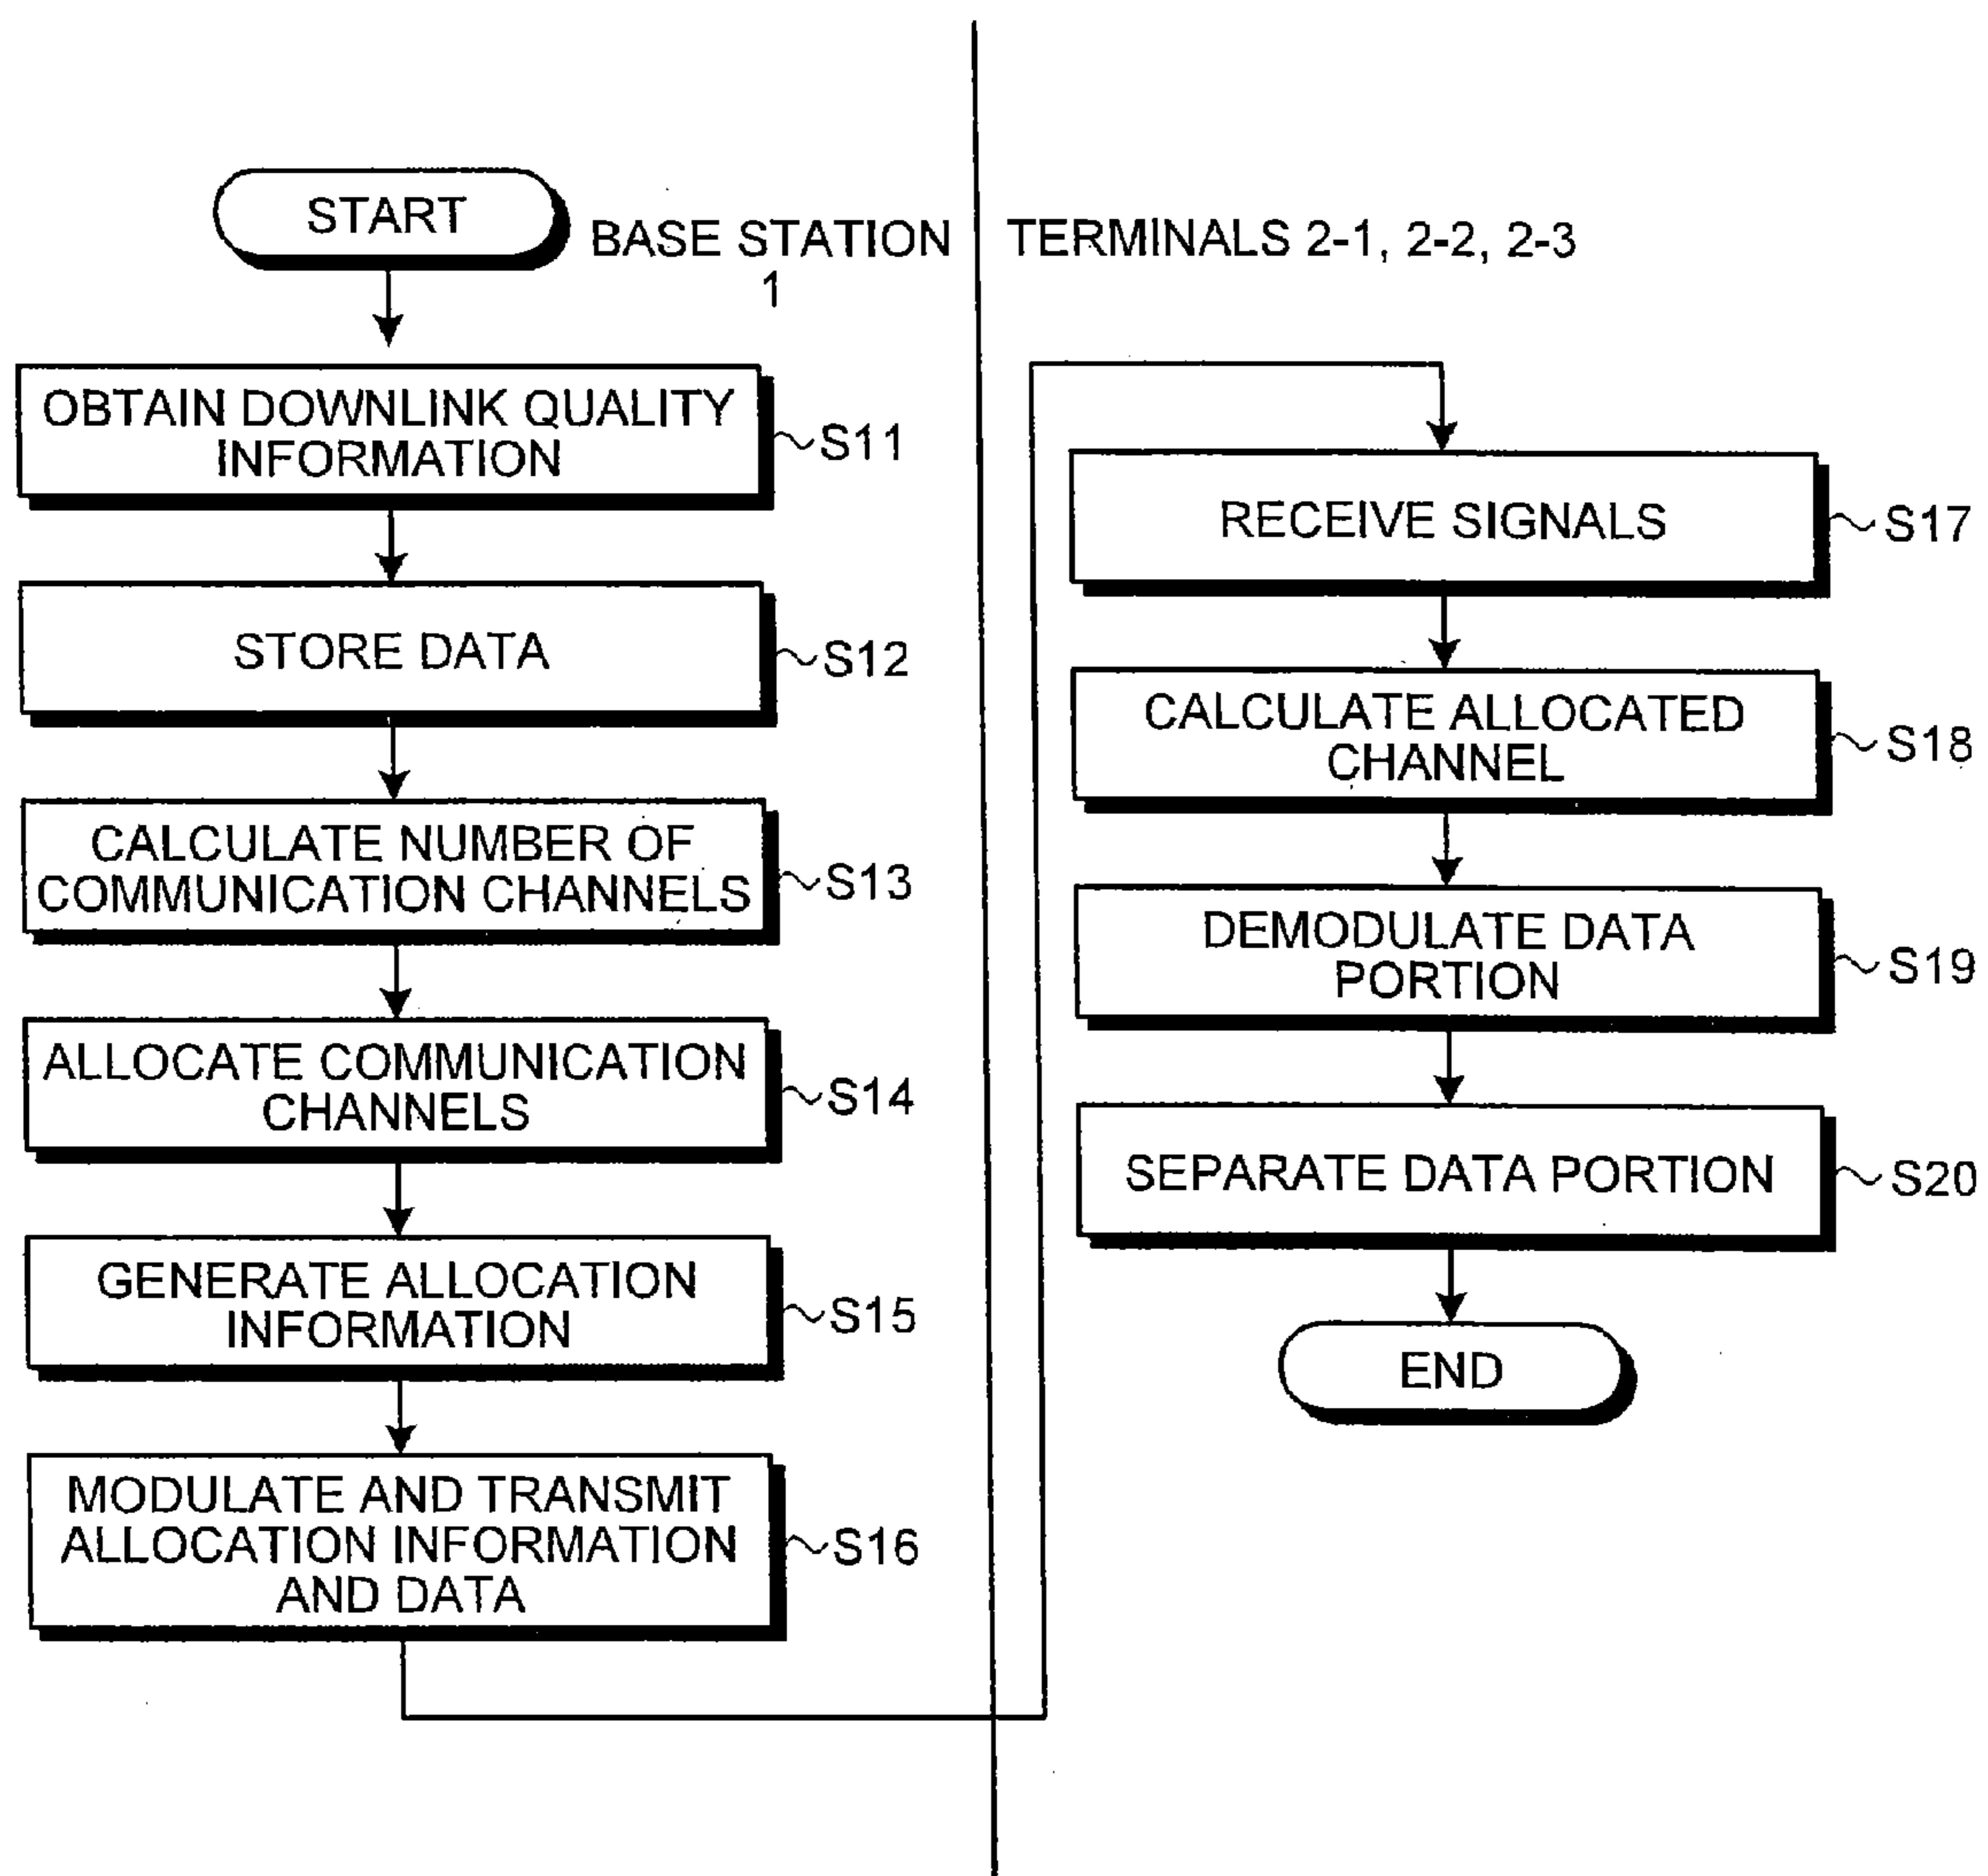 START
BASE STATION
1
TERMINALS 2-1, 2-2, 2-3
OBTAIN DOWNLINK QUALITY
INFORMATION
S11
STORE DATA
S12
CALCULATE NUMBER OF
COMMUNICATION CHANNELS
S13
ALLOCATE COMMUNICATION
CHANNELS
S14
GENERATE ALLOCATION
INFORMATION
S15
MODULATE AND TRANSMIT
ALLOCATION INFORMATION
AND DATA
S16
RECEIVE SIGNALS
S17
CALCULATE ALLOCATED
CHANNEL
S18
DEMODULATE DATA
PORTION
S19
SEPARATE DATA PORTION
S20
END